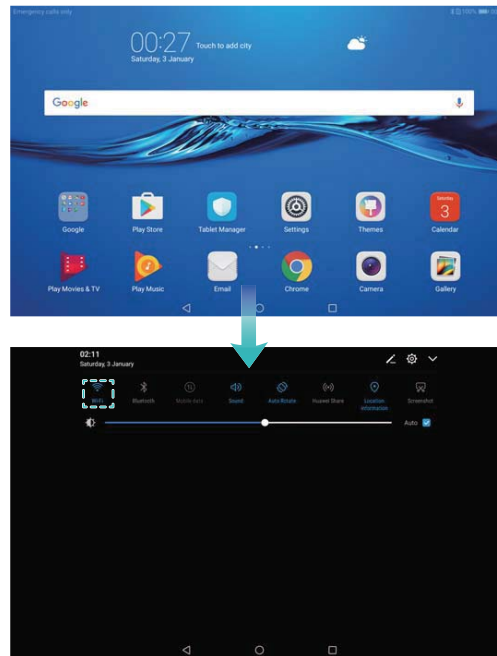 Emergency calls only
100%
00:27 Touch to add city
Saturday, 3 January
Google
Saturday
3
Google Play Store Tablet Manager Settings Themes Calendar
Play Movies & TV Play Music Email Chrome Camera Gallery
02:11
Saturday, 3 January
Wi-Fi Bluetooth Mobile data Sound Auto Rotate Huawei Share Location information Screenshot
Auto